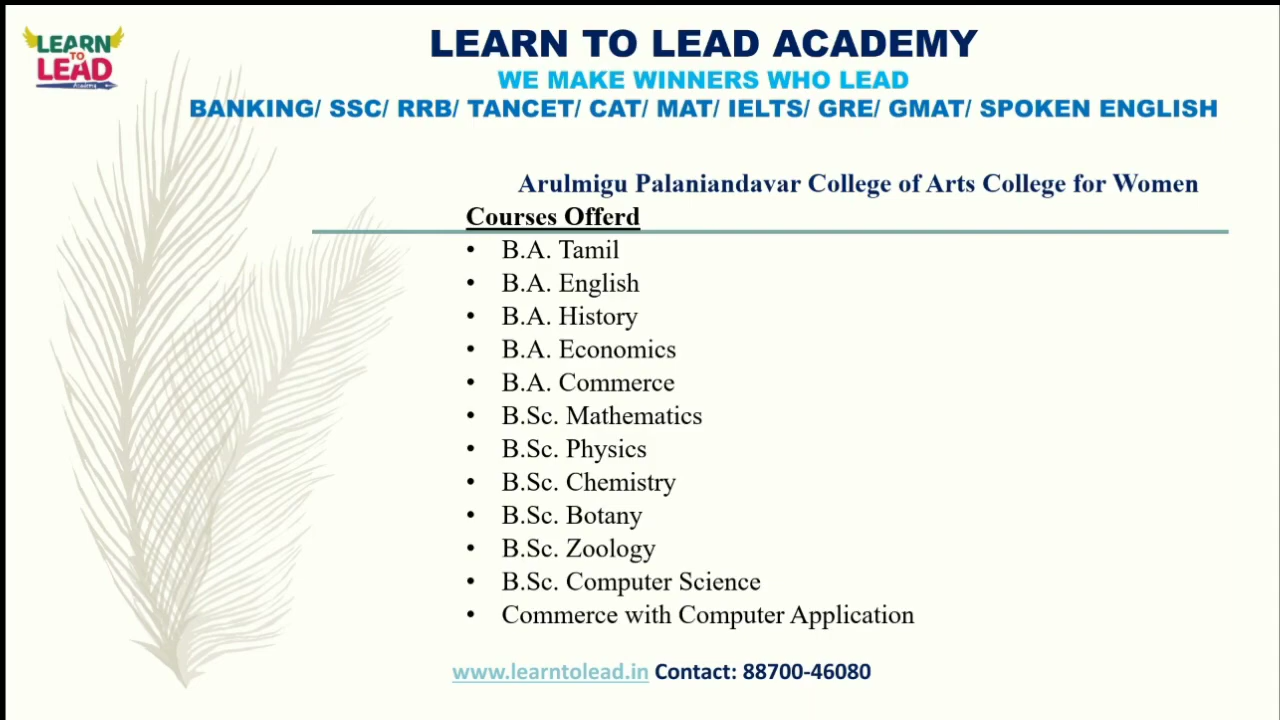 LEARN
TO
LEAD
Academy
LEARN TO LEAD ACADEMY
WE MAKE WINNERS WHO LEAD
BANKING/ SSC/ RRB/ TANCET/ CAT/ MAT/ IELTS/ GRE/ GMAT/ SPOKEN ENGLISH
Arulmigu Palaniandavar College of Arts College for Women
Courses Offerd
• B.A. Tamil
• B.A. English
• B.A. History
• B.A. Economics
• B.A. Commerce
• B.Sc. Mathematics
• B.Sc. Physics
• B.Sc. Chemistry
• B.Sc. Botany
• B.Sc. Zoology
• B.Sc. Computer Science
• Commerce with Computer Application
www.learntolead.in Contact: 88700-46080